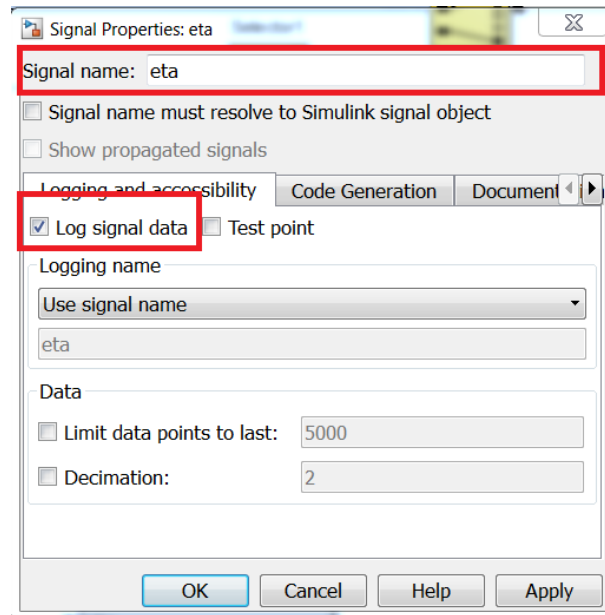 Signal Properties: eta
Signal name: eta
Signal name must resolve to Simulink signal object
Show propagated signals
Logging and accessibility Code Generation Document
Log signal data Test point
Logging name
Use signal name
eta
Data
Limit data points to last: 5000
Decimation: 2
OK Cancel Help Apply